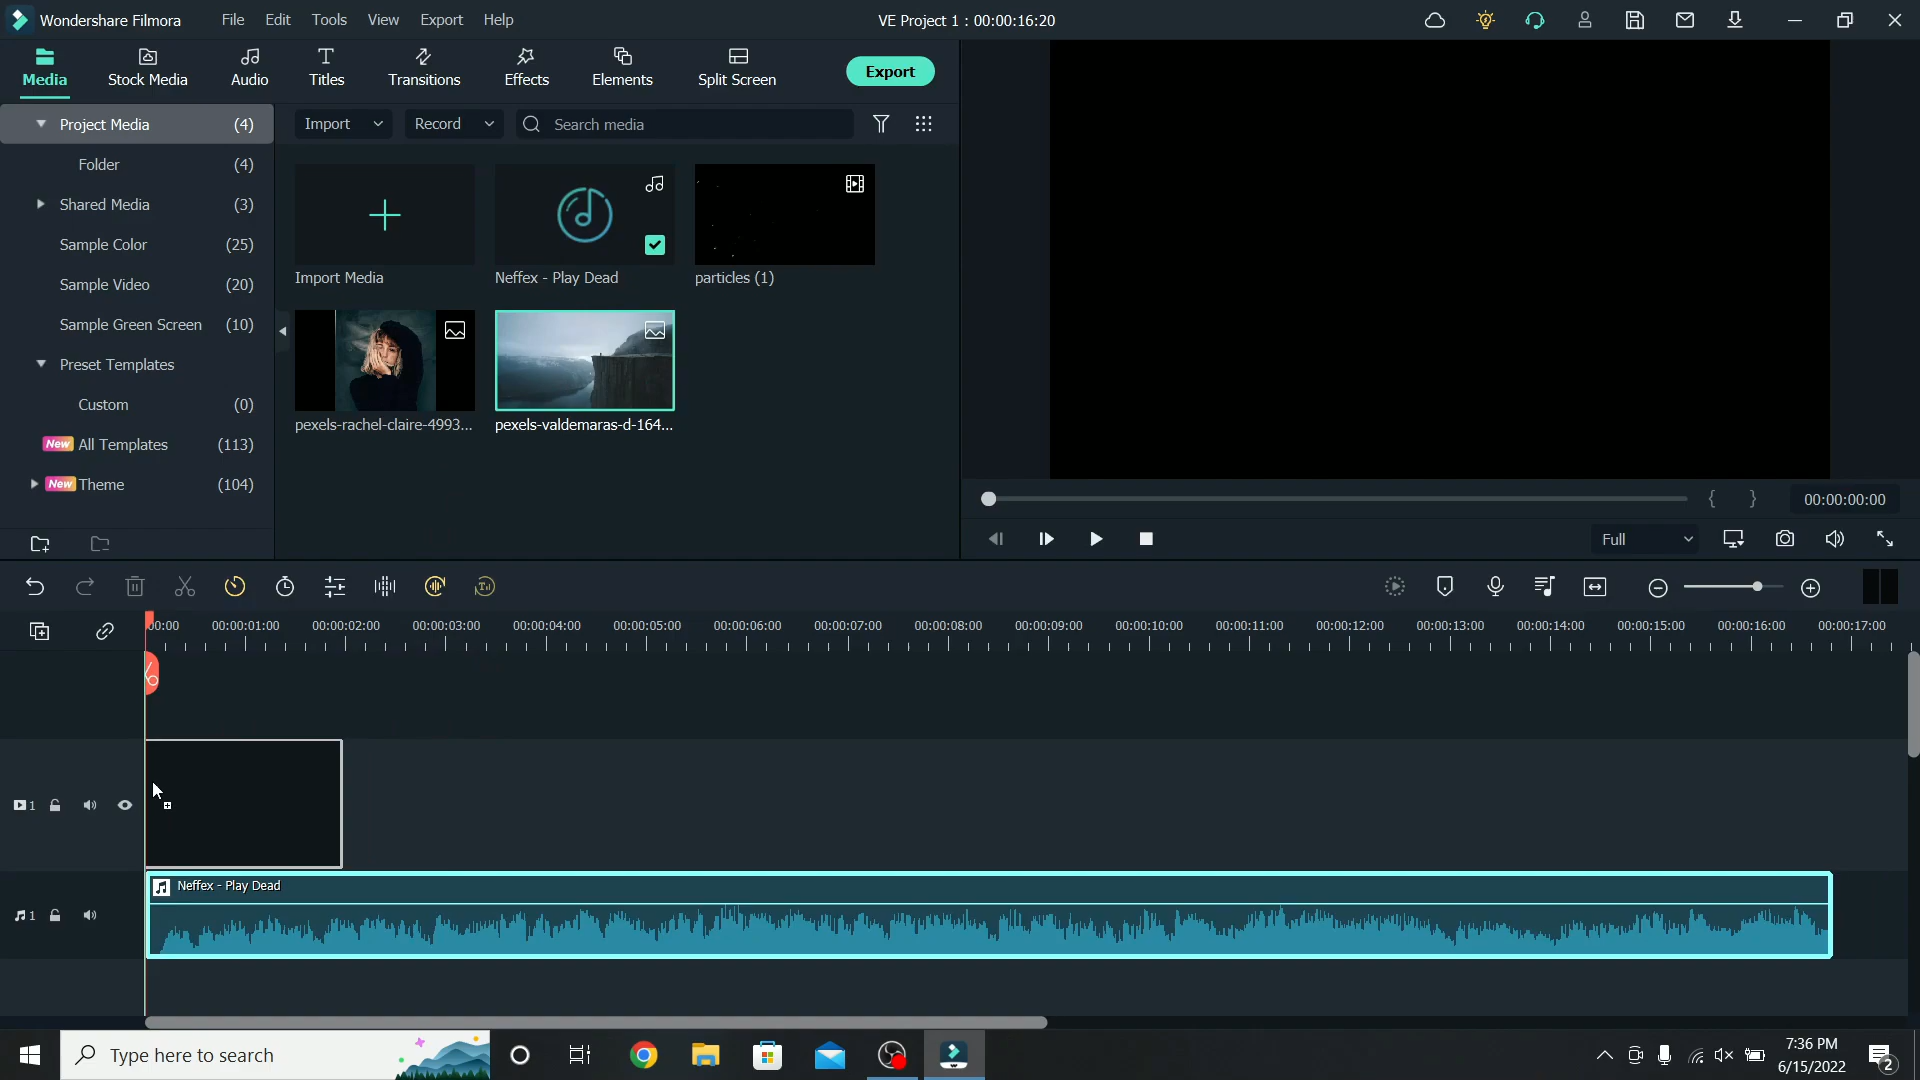 Wondershare Filmora File Edit Tools View Export Help VE Project 1 : 00:00:16:20
Media Stock Media Audio Titles Transitions Effects Elements Split Screen Export
Project Media (4) Import Record Search media
Folder (4)
Shared Media (3)
Sample Color (25)
Import Media Neffex - Play Dead particles (1)
Sample Video (20)
Sample Green Screen (10)
Preset Templates
Custom (0)
pexels-rachel-claire-4993... pexels-valdemaras-d-164...
New All Templates (113)
New Theme (104)
{ } 00:00:00:00
Full
00:00 00:00:01:00 00:00:02:00 00:00:03:00 00:00:04:00 00:00:05:00 00:00:06:00 00:00:07:00 00:00:08:00 00:00:09:00 00:00:10:00 00:00:11:00 00:00:12:00 00:00:13:00 00:00:14:00 00:00:15:00 00:00:16:00 00:00:17:00
1
Neffex - Play Dead
1
Type here to search
7:36 PM
6/15/2022
2